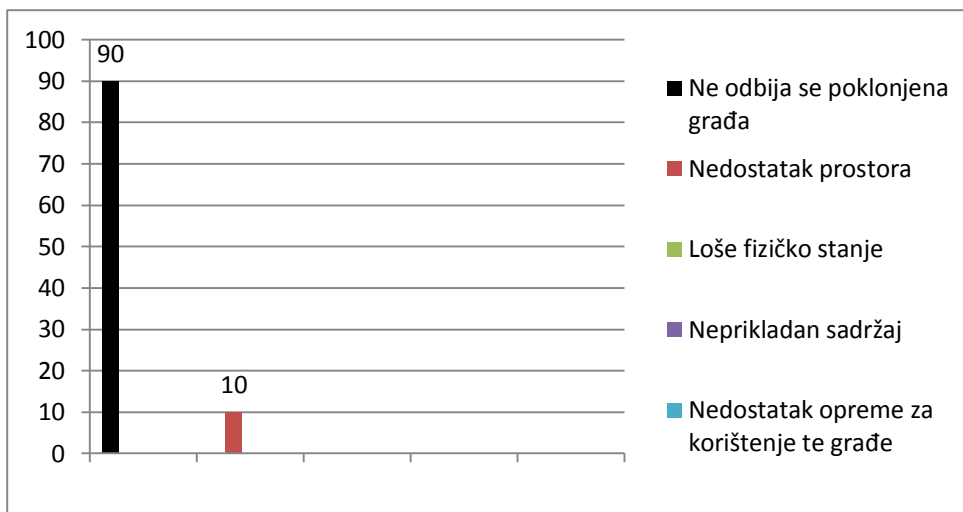 100
90
80
70
60
50
40
30
20
10
0
90
10
Ne odbija se poklonjena
građa
Nedostatak prostora
Loše fizičko stanje
Neprikladan sadržaj
Nedostatak opreme za
korištenje te građe